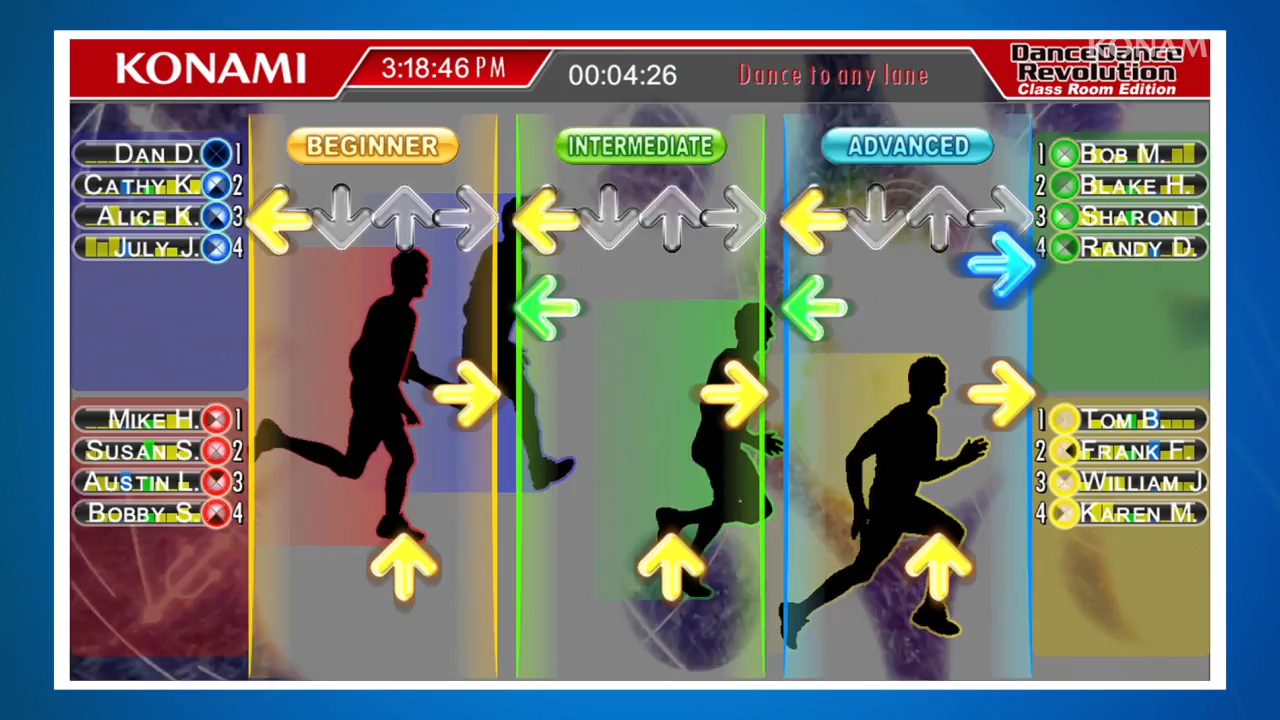 KONAMI
3:18:46 PM
00:04:26
Dance to any lane
KONAMI
DanceDance
Revolution
Class Room Edition
BEGINNER
INTERMEDIATE
ADVANCED
DAN D. 1
CATHY K. 2
ALICE K. 3
JULY J. 4
1 BOB M.
2 BLAKE H.
3 SHARON T.
4 RANDY D.
MIKE H. 1
SUSAN S. 2
AUSTIN L. 3
BOBBY S. 4
1 TOM B.
2 FRANK F.
3 WILLIAM J
4 KAREN M.